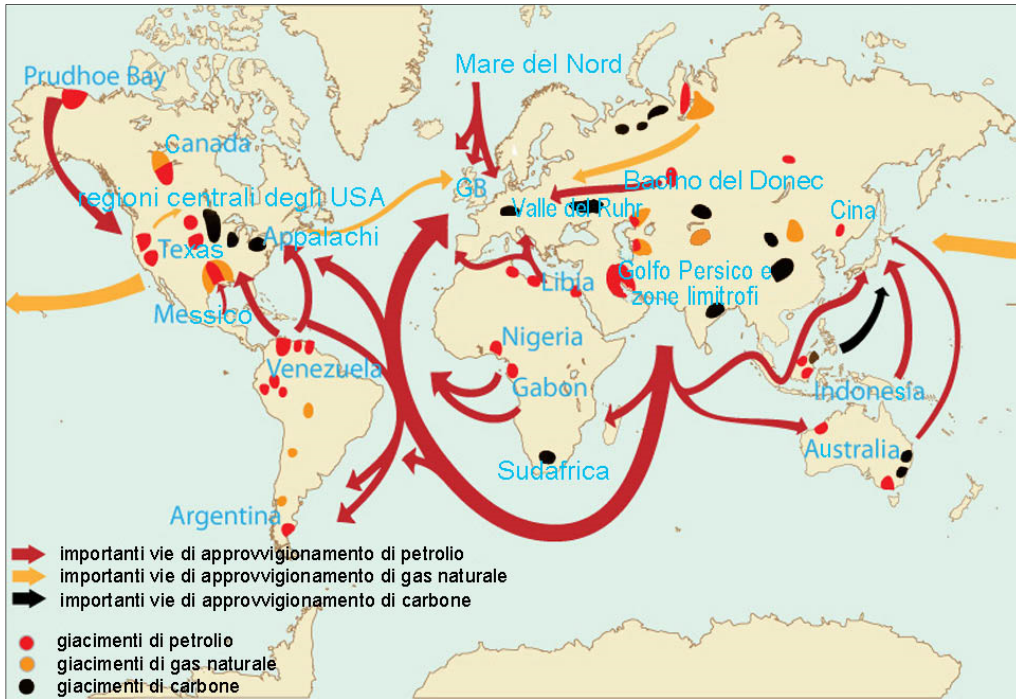 Mare del Nord
Prudhoe Bay
Canada
regioni centrali degli USA
GB
Bacino del Donec
Valle del Ruhr
Cina
Texas
Appalachi
Golfo Persico e
zone limitrofi
Libia
Messico
Nigeria
Venezuela
Gabon
Indonesia
Australia
Sudafrica
Argentina
importanti vie di approvvigionamento di petrolio
importanti vie di approvvigionamento di gas naturale
importanti vie di approvvigionamento di carbone
giacimenti di petrolio
giacimenti di gas naturale
giacimenti di carbone